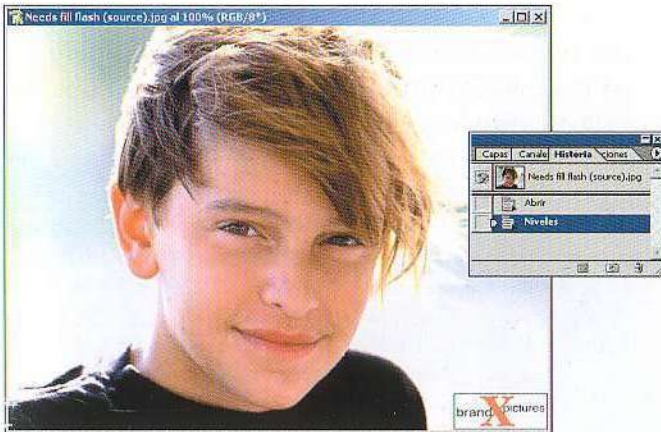 Needs fill flash (source).jpg al 100% (RGB/8*)
Capas Canale Historia ciones
Needs fill flash (source).jpg
Abrir
Niveles
brand X pictures